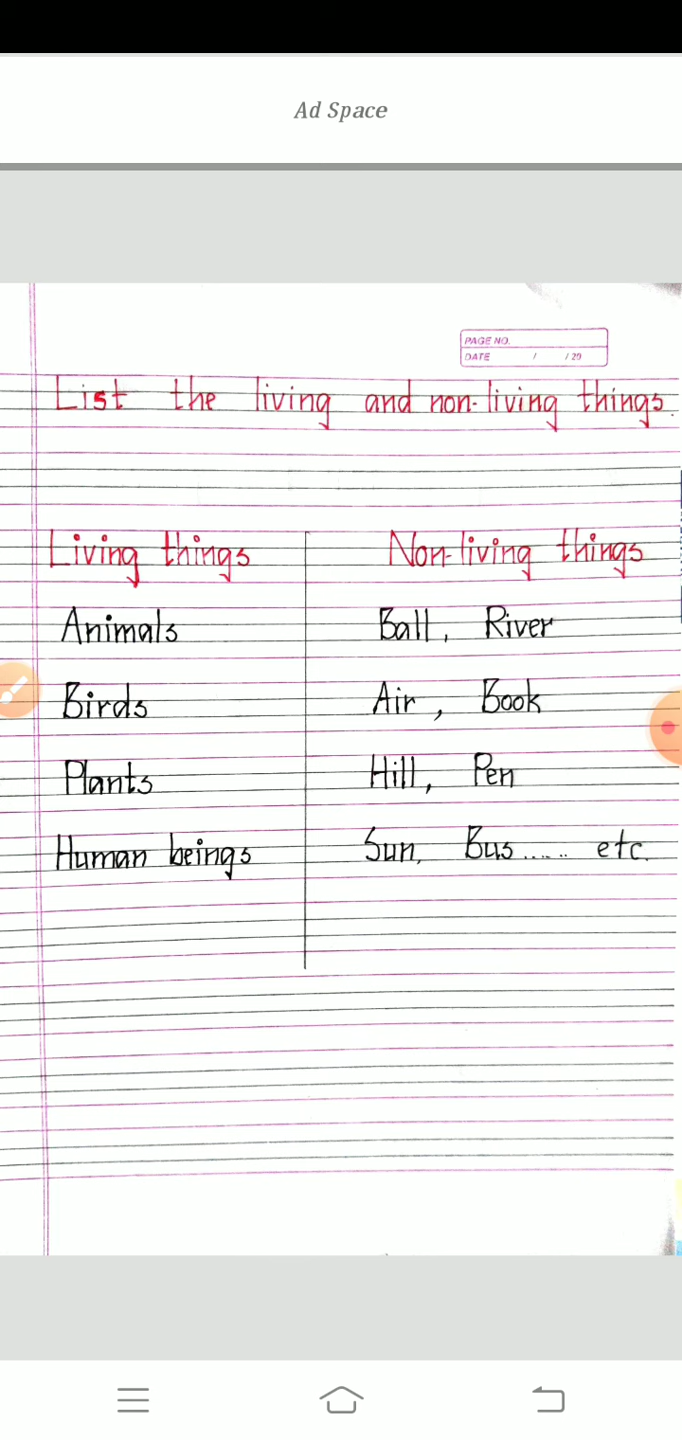 Ad Space
PAGE NO.
DATE / / 20
List the living and non-living things.
Living things Non-living things
Animals Ball, River
Birds Air, Book
Plants Hill, Pen
Human beings Sun, Bus...... etc.